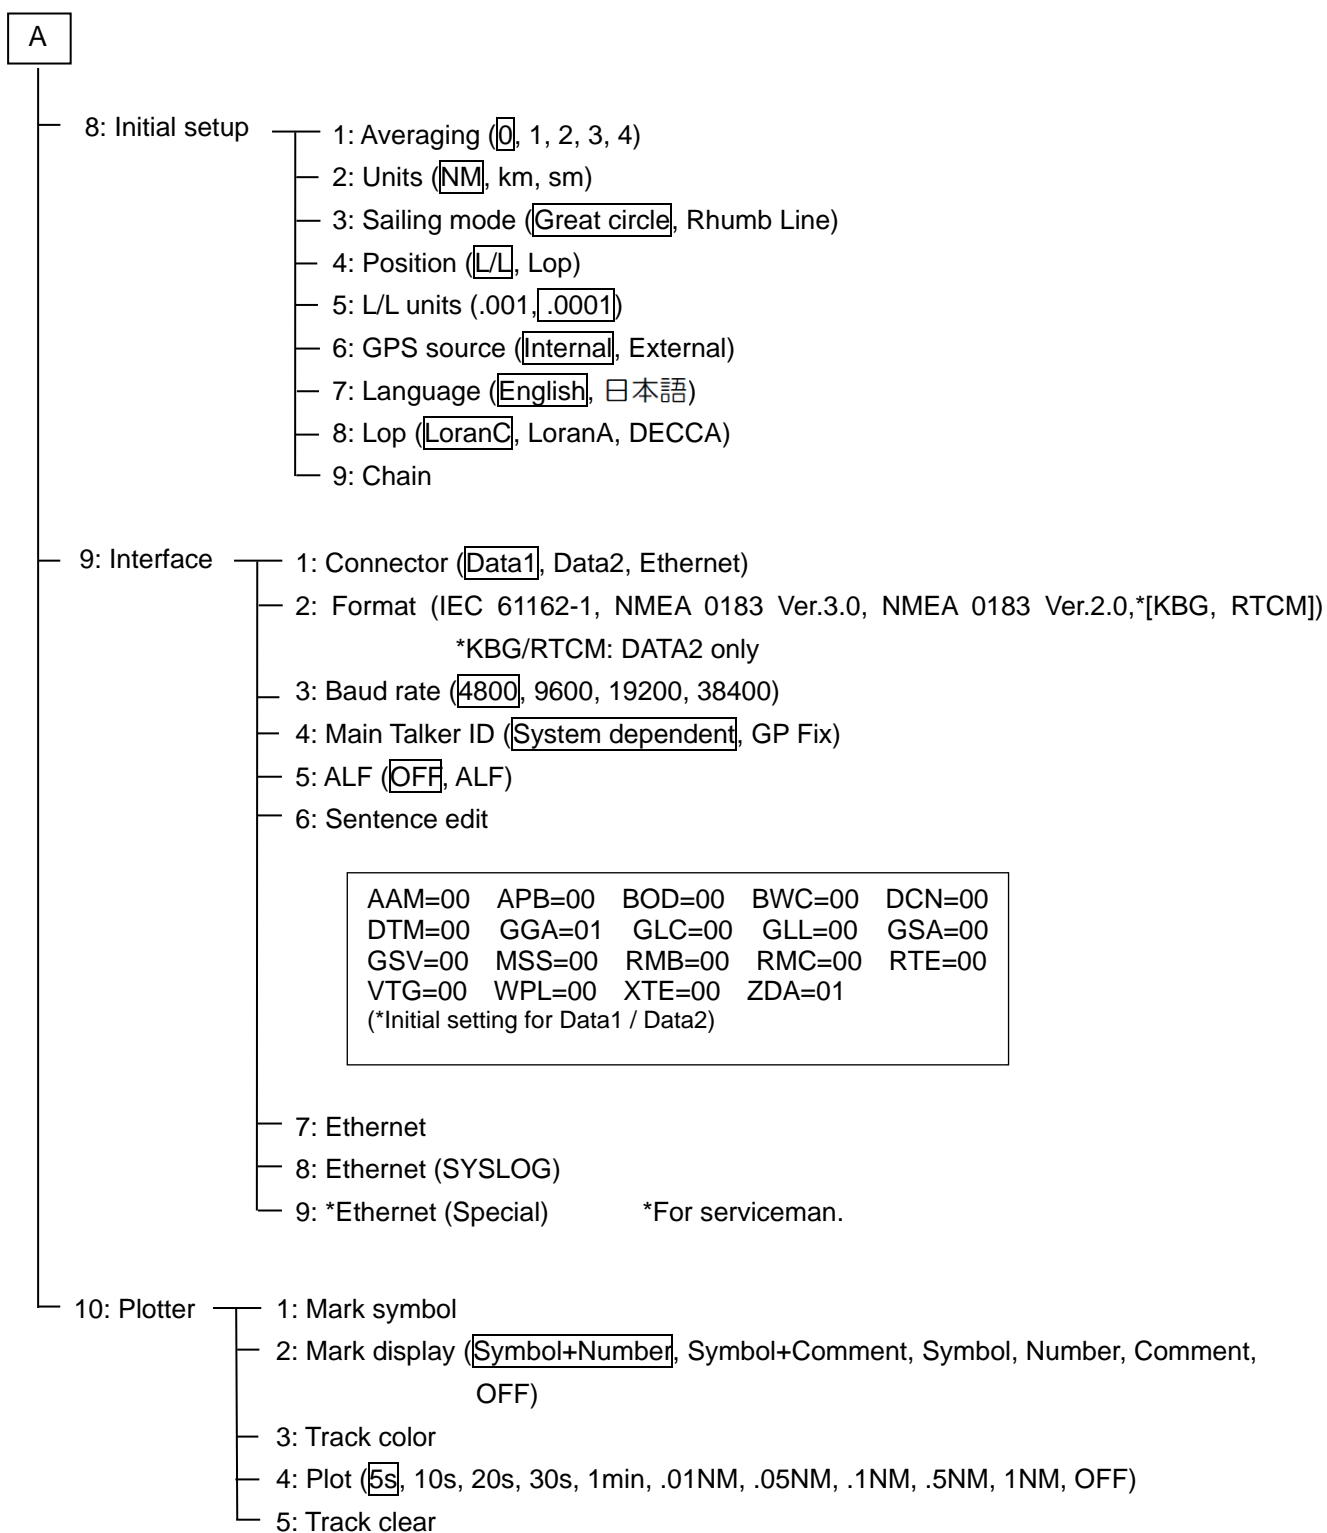 A
8: Initial setup
1: Averaging (0, 1, 2, 3, 4)
2: Units (NM, km, sm)
3: Sailing mode (Great circle, Rhumb Line)
4: Position (L/L, Lop)
5: L/L units (.001, .0001)
6: GPS source (Internal, External)
7: Language (English, 日本語)
8: Lop (LoranC, LoranA, DECCA)
9: Chain
9: Interface
1: Connector (Data1, Data2, Ethernet)
2: Format (IEC 61162-1, NMEA 0183 Ver.3.0, NMEA 0183 Ver.2.0,*[KBG, RTCM])
*KBG/RTCM: DATA2 only
3: Baud rate (4800, 9600, 19200, 38400)
4: Main Talker ID (System dependent, GP Fix)
5: ALF (OFF, ALF)
6: Sentence edit
AAM=00 APB=00 BOD=00 BWC=00 DCN=00
DTM=00 GGA=01 GLC=00 GLL=00 GSA=00
GSV=00 MSS=00 RMB=00 RMC=00 RTE=00
VTG=00 WPL=00 XTE=00 ZDA=01
(*Initial setting for Data1 / Data2)
7: Ethernet
8: Ethernet (SYSLOG)
9: *Ethernet (Special) *For serviceman.
10: Plotter
1: Mark symbol
2: Mark display (Symbol+Number, Symbol+Comment, Symbol, Number, Comment,
OFF)
3: Track color
4: Plot (5s, 10s, 20s, 30s, 1min, .01NM, .05NM, .1NM, .5NM, 1NM, OFF)
5: Track clear